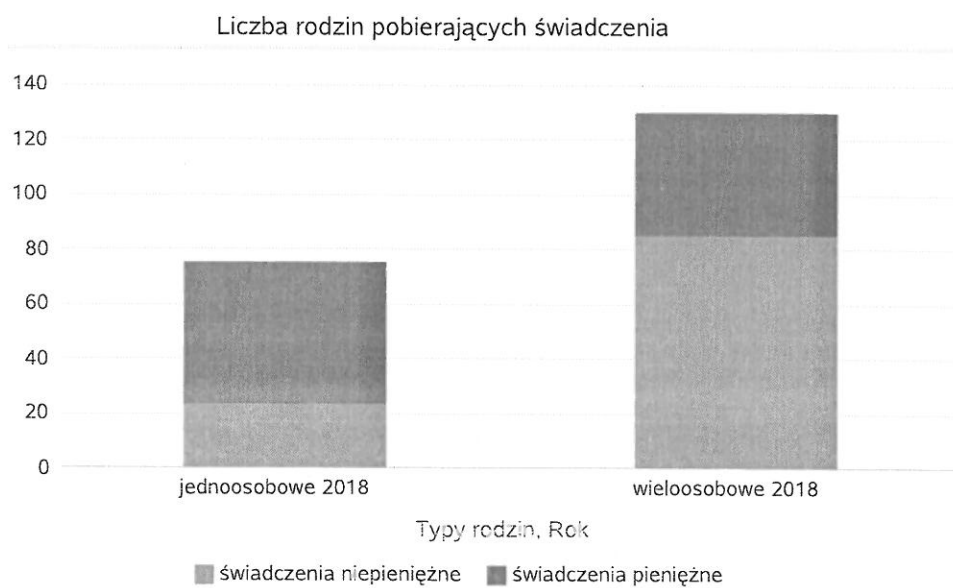 Liczba rodzin pobierających świadczenia
140
120
100
80
60
40
20
0
jednoosobowe 2018
wieloosobowe 2018
Typy rodzin, Rok
świadczenia niepieniężne
świadczenia pieniężne